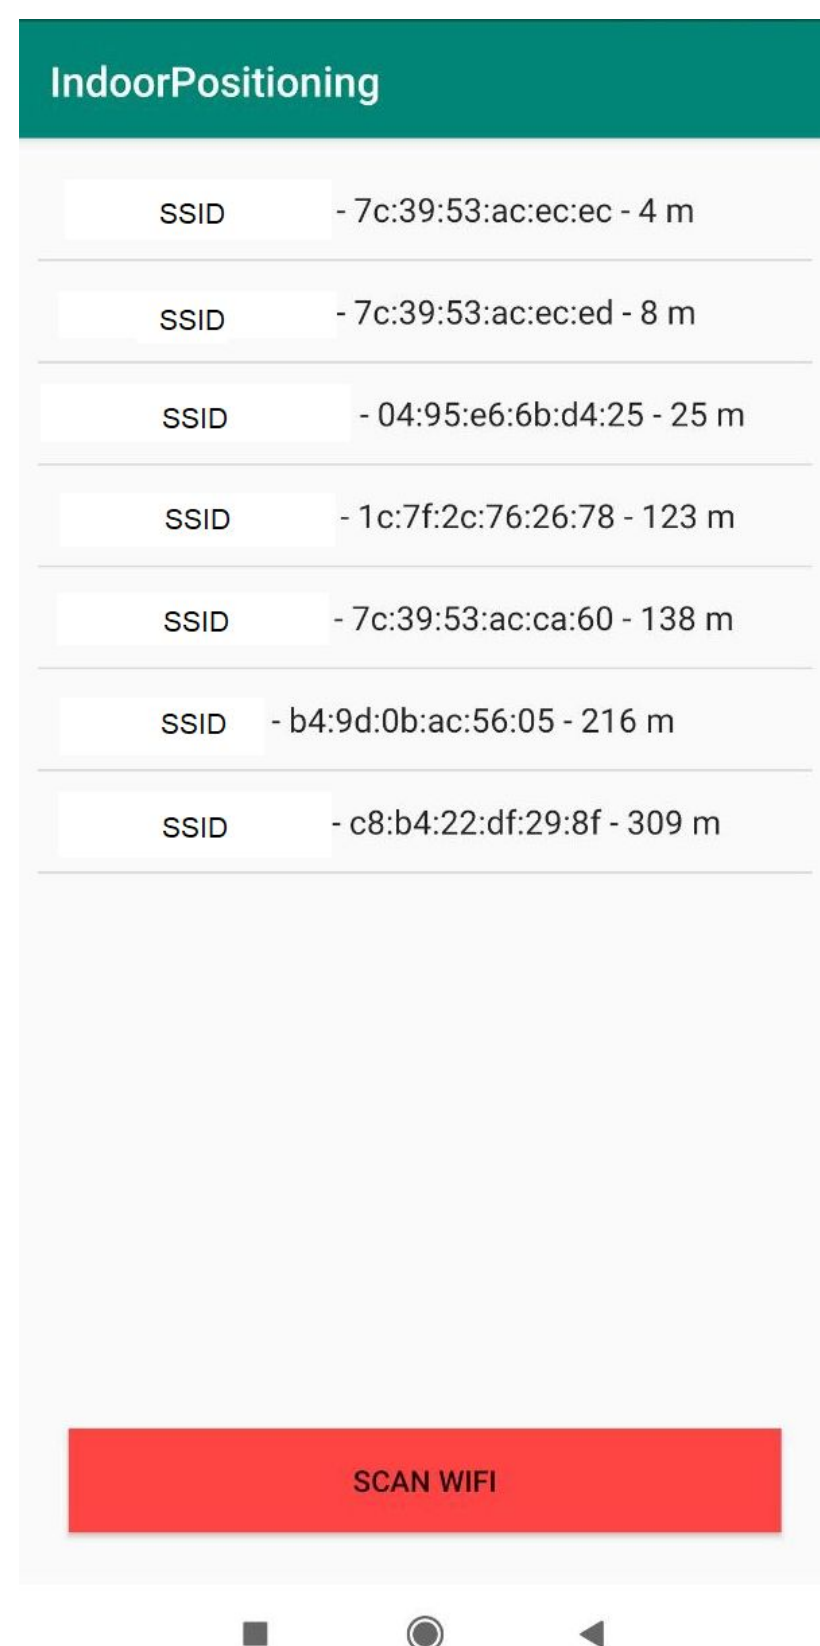 IndoorPositioning
SSID - 7c:39:53:ac:ec:ec - 4 m
SSID - 7c:39:53:ac:ec:ed - 8 m
SSID - 04:95:e6:6b:d4:25 - 25 m
SSID - 1c:7f:2c:76:26:78 - 123 m
SSID - 7c:39:53:ac:ca:60 - 138 m
SSID - b4:9d:0b:ac:56:05 - 216 m
SSID - c8:b4:22:df:29:8f - 309 m
SCAN WIFI